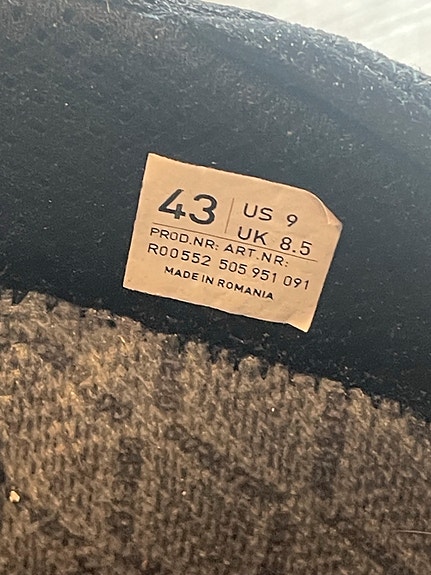 43 US 9
UK 8.5
PROD.NR: ART.NR:
R00552 505 951 091
MADE IN ROMANIA